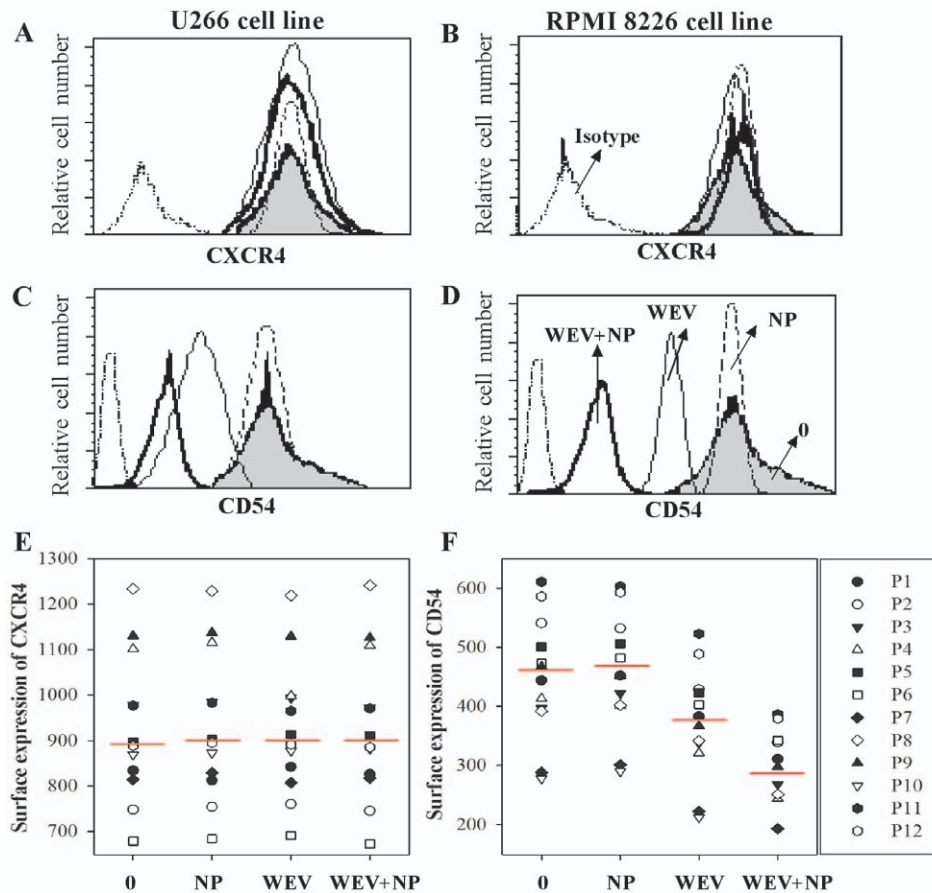 U266 cell line
RPMI 8226 cell line
A
Relative cell number
CXCR4
B
Relative cell number
Isotype
CXCR4
C
Relative cell number
CD54
D
Relative cell number
WEV+NP
WEV
NP
0
CD54
E
Surface expression of CXCR4
1300
1200
1100
1000
900
800
700
0 NP WEV WEV+NP
F
Surface expression of CD54
600
500
400
300
200
0 NP WEV WEV+NP
P1
P2
P3
P4
P5
P6
P7
P8
P9
P10
P11
P12